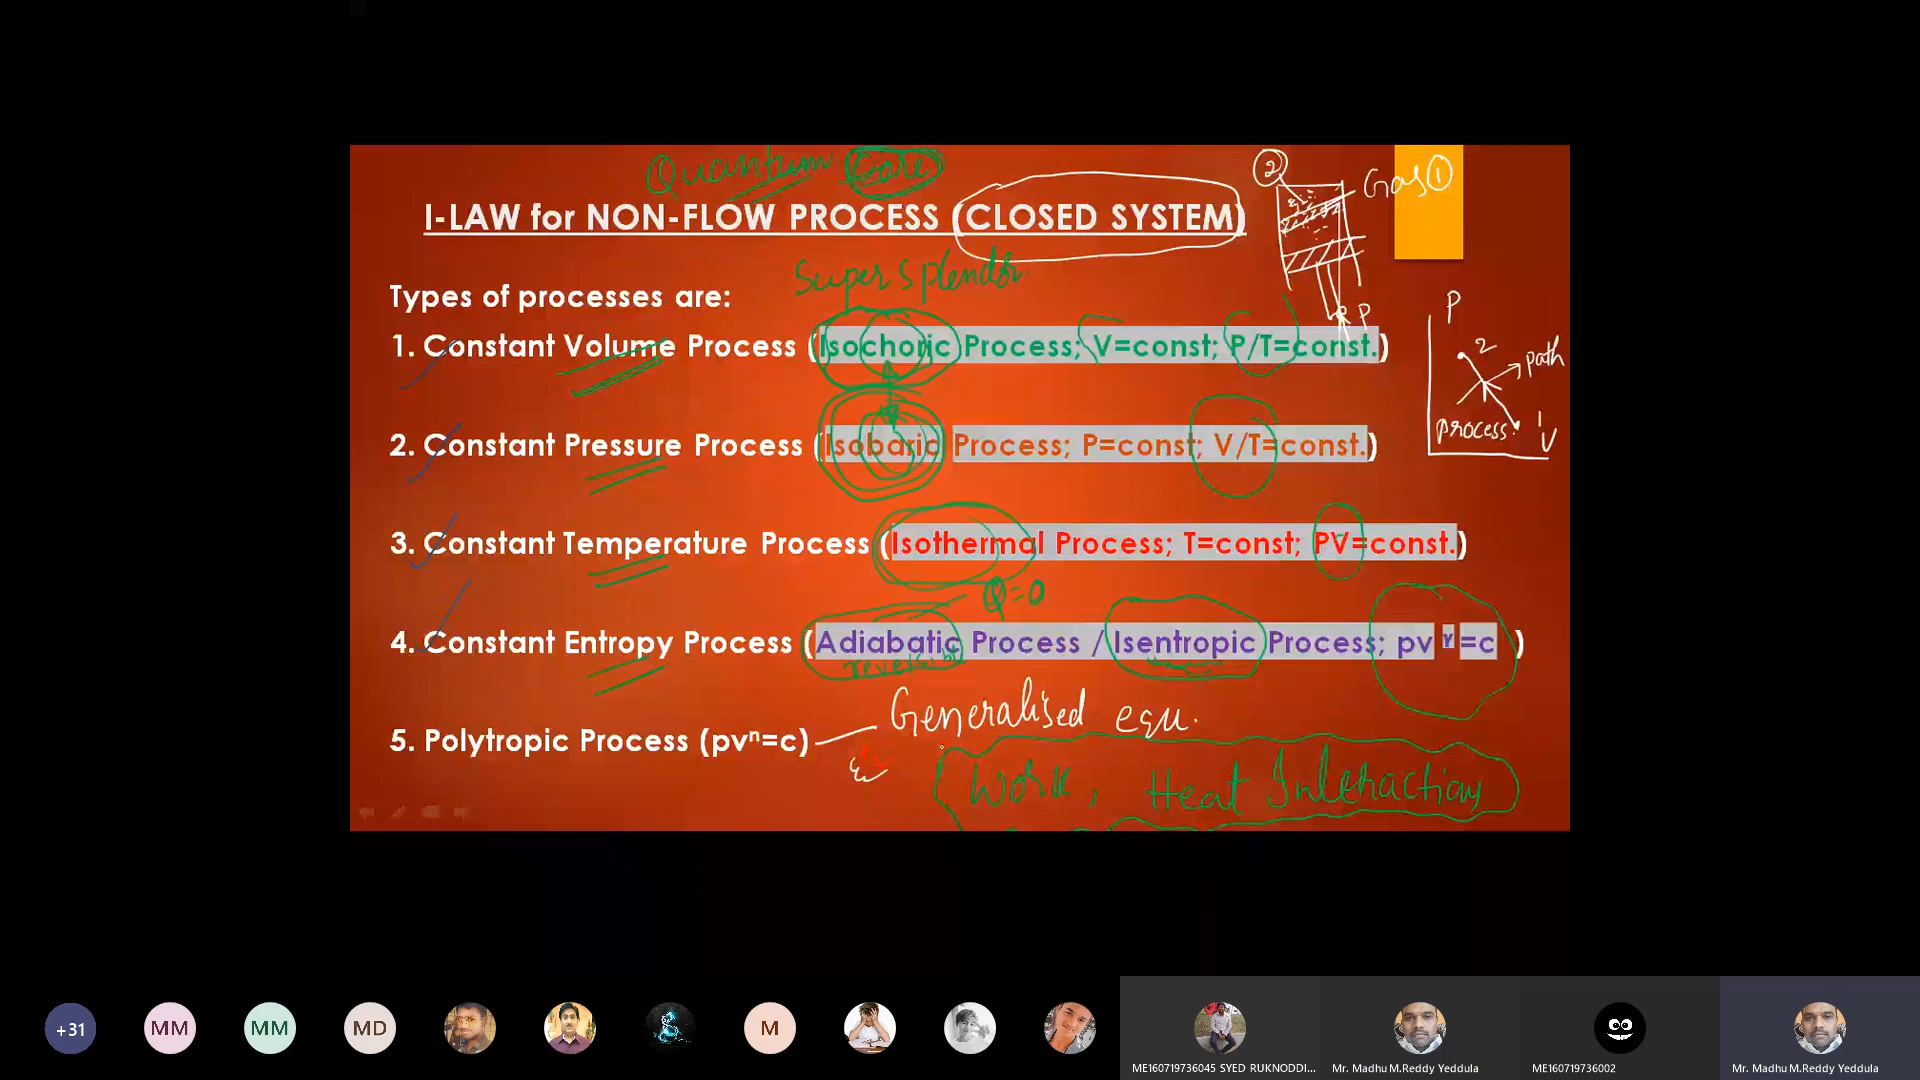 Quantum Gate
② Gas ①
I-LAW for NON-FLOW PROCESS (CLOSED SYSTEM)
Super Splendor
Types of processes are:
P
P
1. Constant Volume Process (Isochoric Process; V=const; P/T=const.)
2
path
process
1
V
2. Constant Pressure Process (Isobaric Process; P=const; V/T=const.)
3. Constant Temperature Process (Isothermal Process; T=const; PV=const.)
Q=0
4. Constant Entropy Process (Adiabatic Process / Isentropic Process; pv γ =c )
Generalised equ.
5. Polytropic Process (pvⁿ=c)
Work, Heat Interactions
+31
MM
MM
MD
M
ME160719736045 SYED RUKNODDI...
Mr. Madhu M.Reddy Yeddula
ME160719736002
Mr. Madhu M.Reddy Yeddula